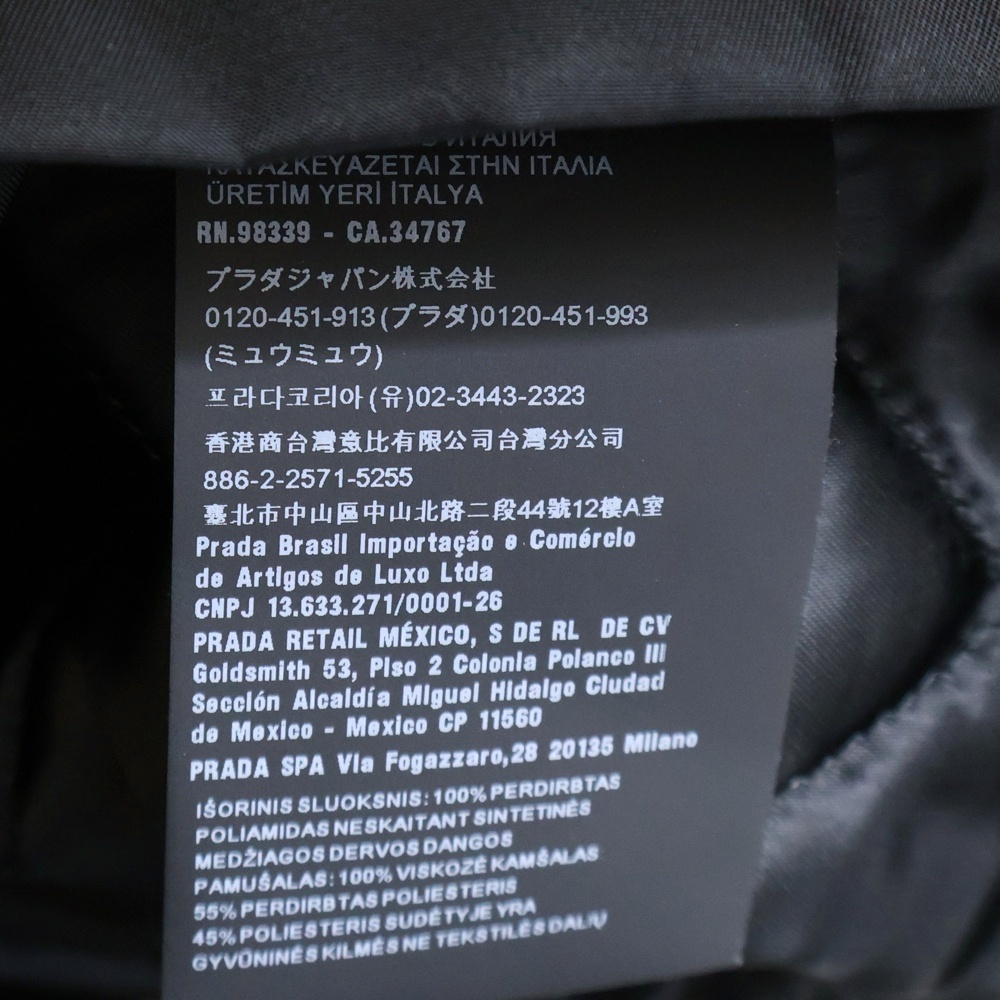 ИТАЛИЯ
ΚΑΤΑΣΚΕΥΑΖΕΤΑΙ ΣΤΗΝ ΙΤΑΛΙΑ
ÜRETİM YERİ İTALYA
RN.98339 - CA.34767
プラダジャパン株式会社
0120-451-913(プラダ)0120-451-993
(ミュウミュウ)
프라다코리아(유)02-3443-2323
香港商台灣意比有限公司台灣分公司
886-2-2571-5255
臺北市中山區中山北路二段44號12樓A室
Prada Brasil Importação e Comércio
de Artigos de Luxo Ltda
CNPJ 13.633.271/0001-26
PRADA RETAIL MÉXICO, S DE RL DE CV
Goldsmith 53, Piso 2 Colonia Polanco III
Sección Alcaldía Miguel Hidalgo Ciudad
de Mexico - Mexico CP 11560
PRADA SPA Via Fogazzaro,28 20135 Milano
IŠORINIS SLUOKSNIS: 100% PERDIRBTAS
POLIAMIDAS NESKAITANT SINTETINĖS
MEDŽIAGOS DERVOS DANGOS
PAMUŠALAS: 100% VISKOZĖ KAMŠALAS
55% PERDIRBTAS POLIESTERIS
45% POLIESTERIS SUDĖTYJE YRA
GYVŪNINĖS KILMĖS NE TEKSTILĖS DALIŲ